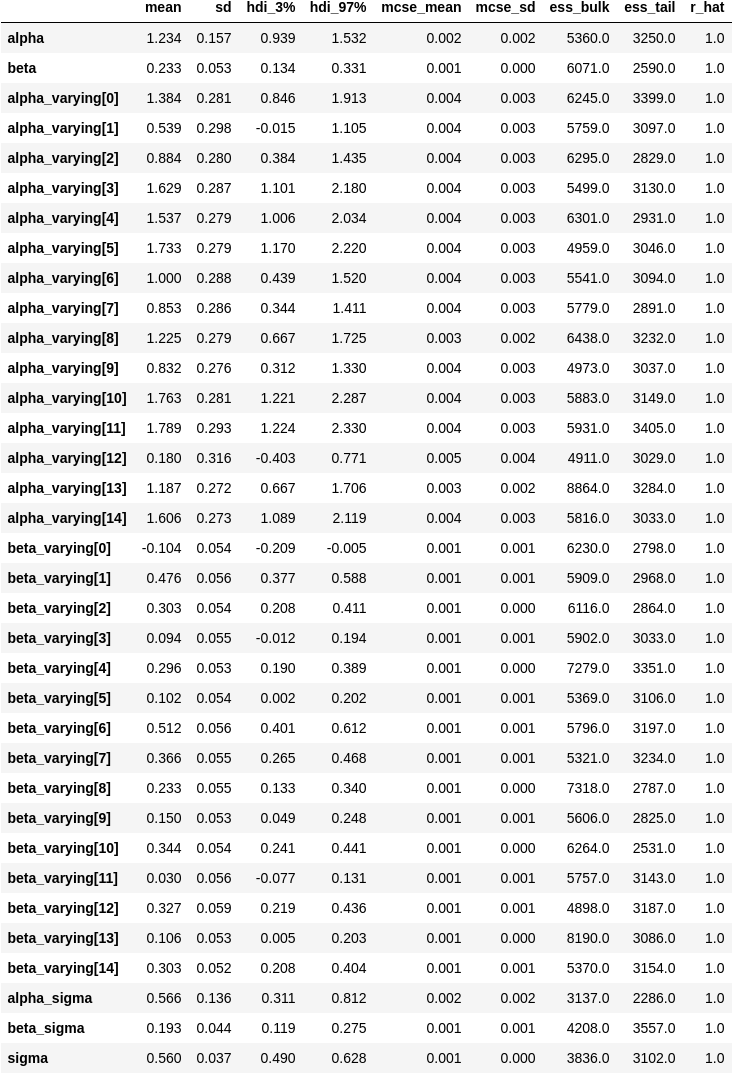 mean sd hdi_3% hdi_97% mcse_mean mcse_sd ess_bulk ess_tail r_hat
alpha 1.234 0.157 0.939 1.532 0.002 0.002 5360.0 3250.0 1.0
beta 0.233 0.053 0.134 0.331 0.001 0.000 6071.0 2590.0 1.0
alpha_varying[0] 1.384 0.281 0.846 1.913 0.004 0.003 6245.0 3399.0 1.0
alpha_varying[1] 0.539 0.298 -0.015 1.105 0.004 0.003 5759.0 3097.0 1.0
alpha_varying[2] 0.884 0.280 0.384 1.435 0.004 0.003 6295.0 2829.0 1.0
alpha_varying[3] 1.629 0.287 1.101 2.180 0.004 0.003 5499.0 3130.0 1.0
alpha_varying[4] 1.537 0.279 1.006 2.034 0.004 0.003 6301.0 2931.0 1.0
alpha_varying[5] 1.733 0.279 1.170 2.220 0.004 0.003 4959.0 3046.0 1.0
alpha_varying[6] 1.000 0.288 0.439 1.520 0.004 0.003 5541.0 3094.0 1.0
alpha_varying[7] 0.853 0.286 0.344 1.411 0.004 0.003 5779.0 2891.0 1.0
alpha_varying[8] 1.225 0.279 0.667 1.725 0.003 0.002 6438.0 3232.0 1.0
alpha_varying[9] 0.832 0.276 0.312 1.330 0.004 0.003 4973.0 3037.0 1.0
alpha_varying[10] 1.763 0.281 1.221 2.287 0.004 0.003 5883.0 3149.0 1.0
alpha_varying[11] 1.789 0.293 1.224 2.330 0.004 0.003 5931.0 3405.0 1.0
alpha_varying[12] 0.180 0.316 -0.403 0.771 0.005 0.004 4911.0 3029.0 1.0
alpha_varying[13] 1.187 0.272 0.667 1.706 0.003 0.002 8864.0 3284.0 1.0
alpha_varying[14] 1.606 0.273 1.089 2.119 0.004 0.003 5816.0 3033.0 1.0
beta_varying[0] -0.104 0.054 -0.209 -0.005 0.001 0.001 6230.0 2798.0 1.0
beta_varying[1] 0.476 0.056 0.377 0.588 0.001 0.001 5909.0 2968.0 1.0
beta_varying[2] 0.303 0.054 0.208 0.411 0.001 0.000 6116.0 2864.0 1.0
beta_varying[3] 0.094 0.055 -0.012 0.194 0.001 0.001 5902.0 3033.0 1.0
beta_varying[4] 0.296 0.053 0.190 0.389 0.001 0.000 7279.0 3351.0 1.0
beta_varying[5] 0.102 0.054 0.002 0.202 0.001 0.001 5369.0 3106.0 1.0
beta_varying[6] 0.512 0.056 0.401 0.612 0.001 0.001 5796.0 3197.0 1.0
beta_varying[7] 0.366 0.055 0.265 0.468 0.001 0.001 5321.0 3234.0 1.0
beta_varying[8] 0.233 0.055 0.133 0.340 0.001 0.000 7318.0 2787.0 1.0
beta_varying[9] 0.150 0.053 0.049 0.248 0.001 0.001 5606.0 2825.0 1.0
beta_varying[10] 0.344 0.054 0.241 0.441 0.001 0.000 6264.0 2531.0 1.0
beta_varying[11] 0.030 0.056 -0.077 0.131 0.001 0.001 5757.0 3143.0 1.0
beta_varying[12] 0.327 0.059 0.219 0.436 0.001 0.001 4898.0 3187.0 1.0
beta_varying[13] 0.106 0.053 0.005 0.203 0.001 0.000 8190.0 3086.0 1.0
beta_varying[14] 0.303 0.052 0.208 0.404 0.001 0.001 5370.0 3154.0 1.0
alpha_sigma 0.566 0.136 0.311 0.812 0.002 0.002 3137.0 2286.0 1.0
beta_sigma 0.193 0.044 0.119 0.275 0.001 0.001 4208.0 3557.0 1.0
sigma 0.560 0.037 0.490 0.628 0.001 0.000 3836.0 3102.0 1.0